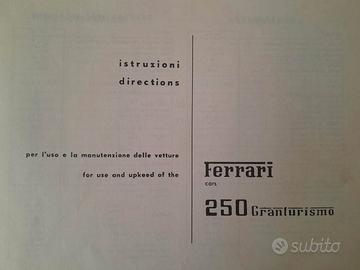 istruzioni
directions
per l'uso e la manutenzione delle vetture
for use and upkeed of the
Ferrari
cars
250 Granturismo
subito